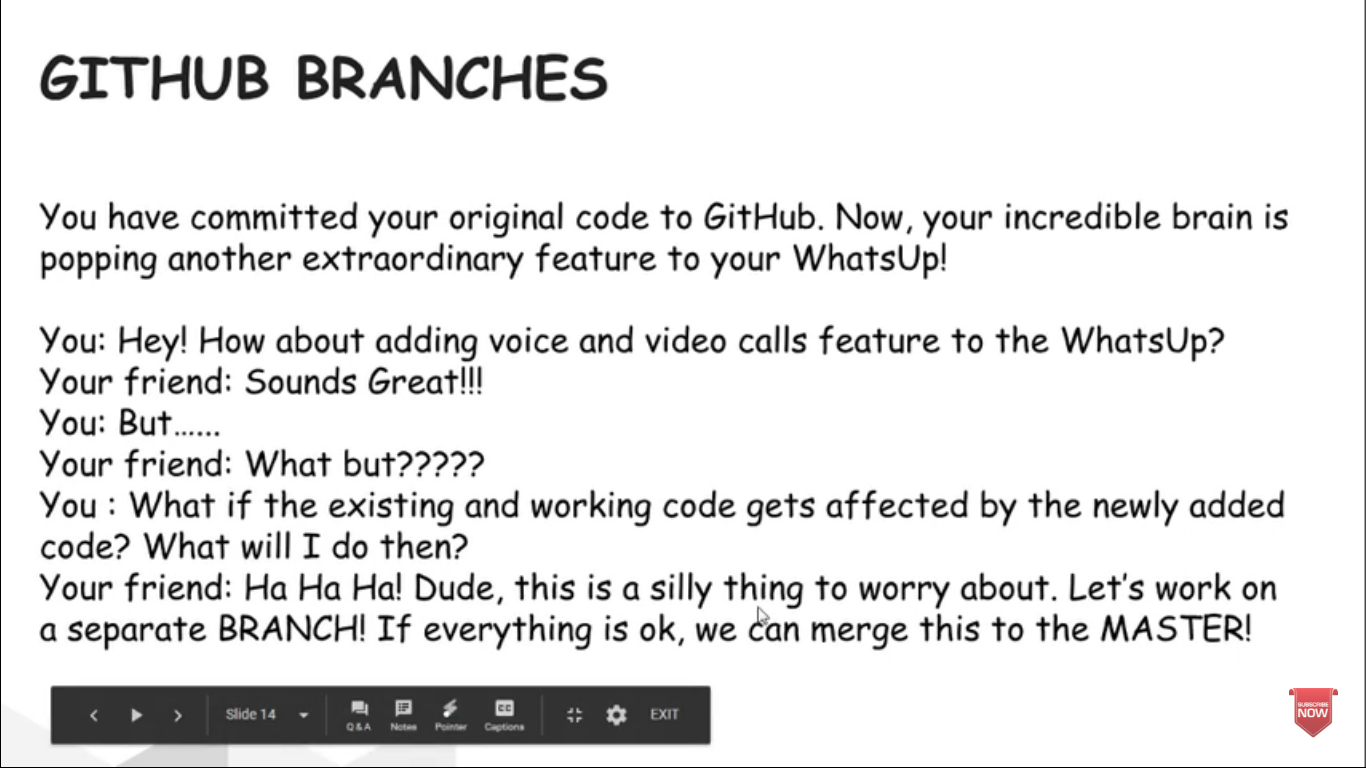 GITHUB BRANCHES
You have committed your original code to GitHub. Now, your incredible brain is
popping another extraordinary feature to your WhatsUp!
You: Hey! How about adding voice and video calls feature to the WhatsUp?
Your friend: Sounds Great!!!
You: But......
Your friend: What but?????
You : What if the existing and working code gets affected by the newly added
code? What will I do then?
Your friend: Ha Ha Ha! Dude, this is a silly thing to worry about. Let's work on
a separate BRANCH! If everything is ok, we can merge this to the MASTER!
Slide 14
Q & A Notes Pointer CC Captions
EXIT
SUBSCRIBE
NOW